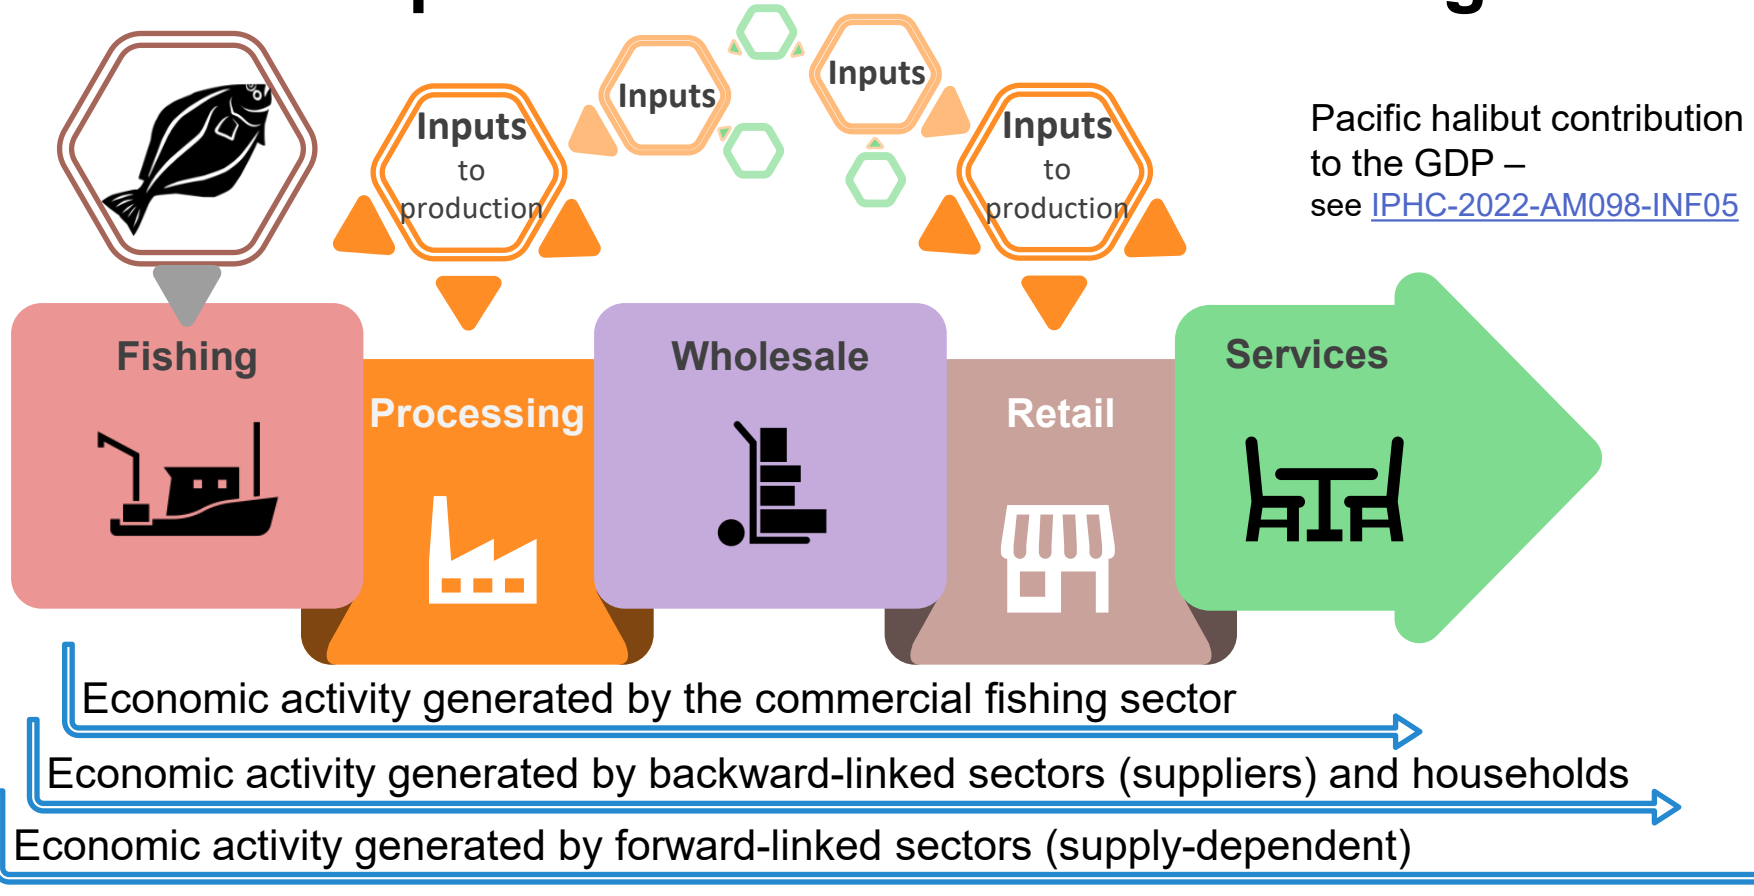 Inputs
Inputs
Inputs
to
production
Inputs
to
production
Pacific halibut contribution
to the GDP –
see IPHC-2022-AM098-INF05
Fishing
Processing
Wholesale
Retail
Services
Economic activity generated by the commercial fishing sector
Economic activity generated by backward-linked sectors (suppliers) and households
Economic activity generated by forward-linked sectors (supply-dependent)